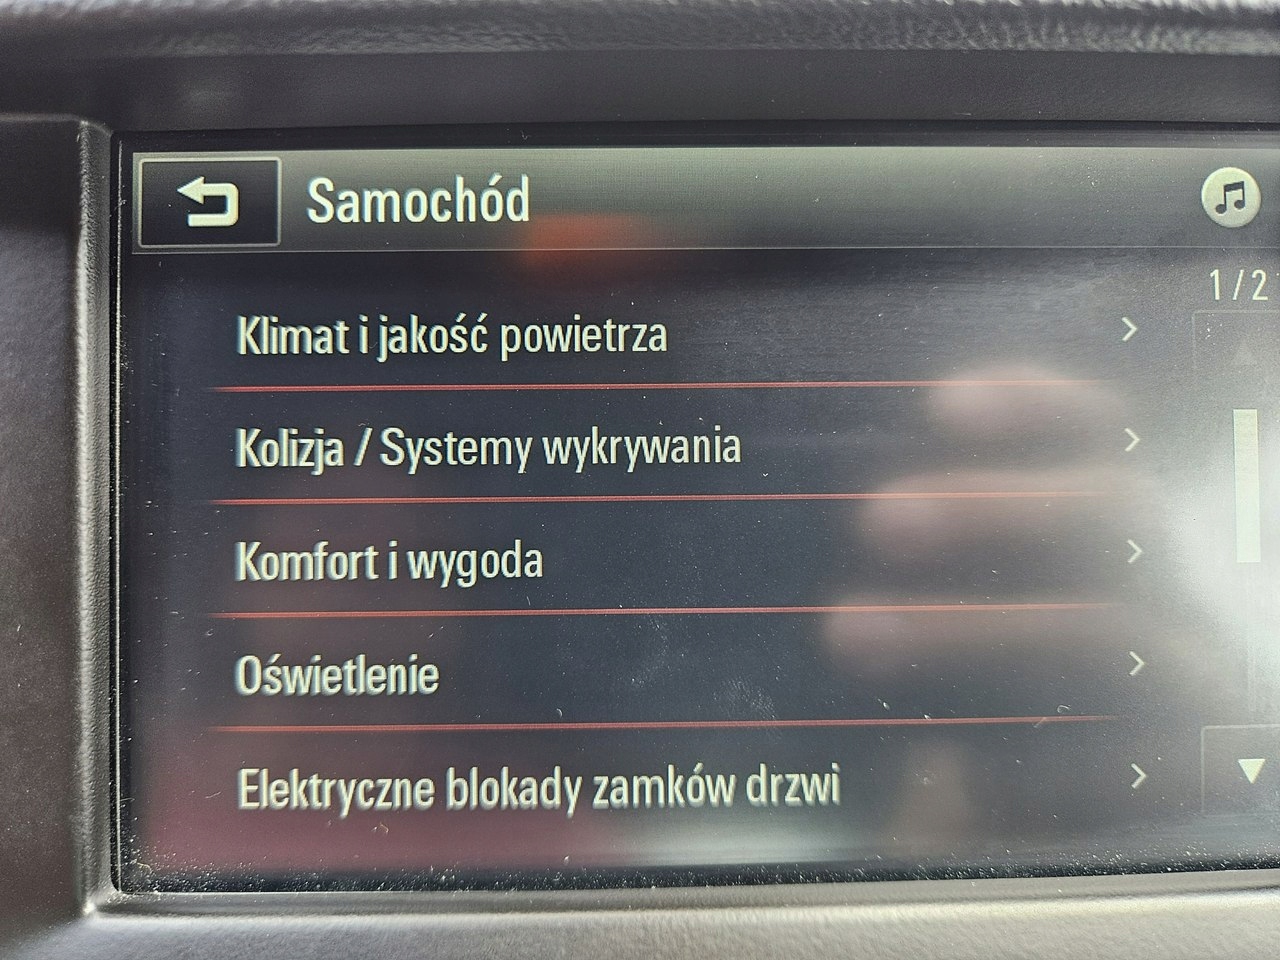 Samochód
1/2
Klimat i jakość powietrza
Kolizja / Systemy wykrywania
Komfort i wygoda
Oświetlenie
Elektryczne blokady zamków drzwi